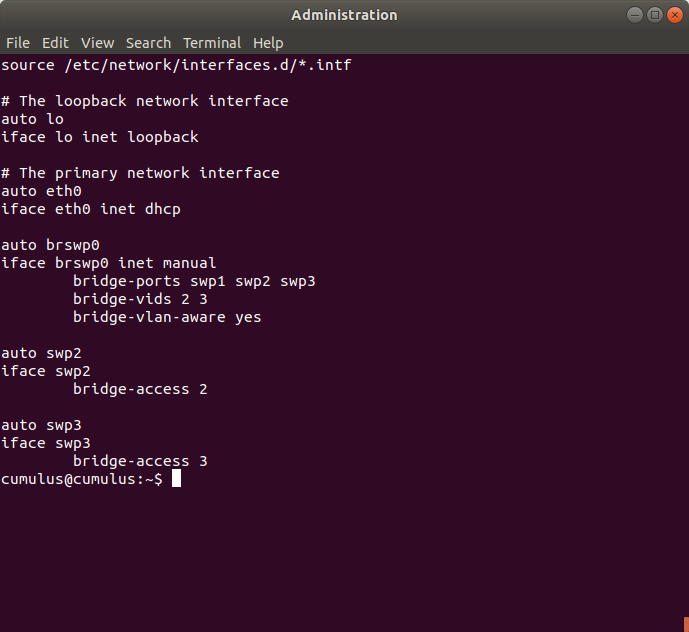 Administration
File Edit View Search Terminal Help
source /etc/network/interfaces.d/*.intf
# The loopback network interface
auto lo
iface lo inet loopback
# The primary network interface
auto eth0
iface eth0 inet dhcp
auto brswp0
iface brswp0 inet manual
        bridge-ports swp1 swp2 swp3
        bridge-vids 2 3
        bridge-vlan-aware yes
auto swp2
iface swp2
        bridge-access 2
auto swp3
iface swp3
        bridge-access 3
cumulus@cumulus:~$